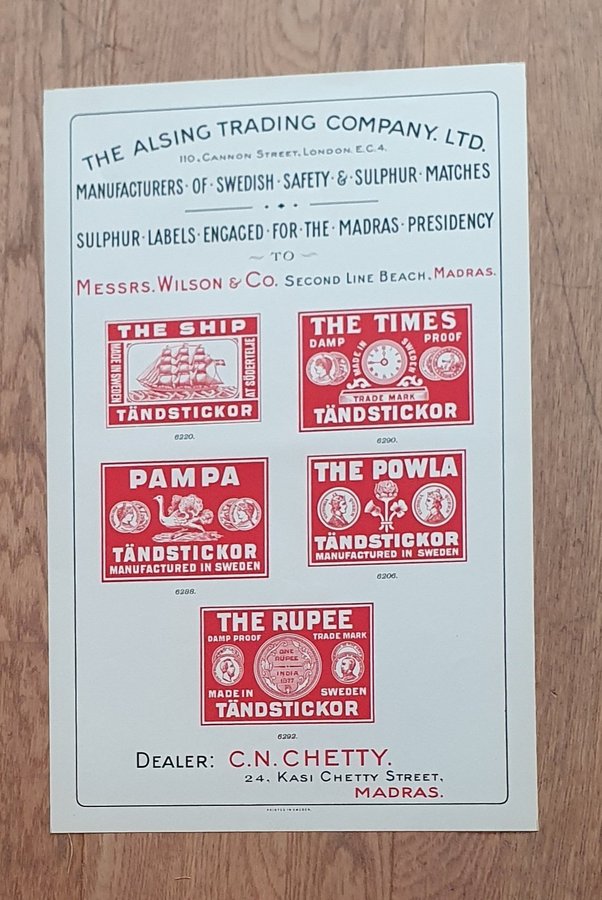 THE ALSING TRADING COMPANY. LTD.
110, CANNON STREET, LONDON. E.C.4.
MANUFACTURERS·OF·SWEDISH·SAFETY·&·SULPHUR·MATCHES
SULPHUR·LABELS·ENGAGED·FOR·THE·MADRAS·PRESIDENCY
TO
MESSRS. WILSON & CO. SECOND LINE BEACH, MADRAS.
THE SHIP
MADE IN SWEDEN
AT SÖDERTELJE
TÄNDSTICKOR
6220.
THE TIMES
DAMP PROOF
MADE IN SWEDEN
TRADE MARK
TÄNDSTICKOR
6290.
PAMPA
TÄNDSTICKOR
MANUFACTURED IN SWEDEN
6288.
THE POWLA
TÄNDSTICKOR
MANUFACTURED IN SWEDEN
6206.
THE RUPEE
DAMP PROOF TRADE MARK
ONE
RUPEE
INDIA
1877
MADE IN SWEDEN
TÄNDSTICKOR
6292.
DEALER: C.N. CHETTY.
24, KASI CHETTY STREET,
MADRAS.
PRINTED IN SWEDEN.